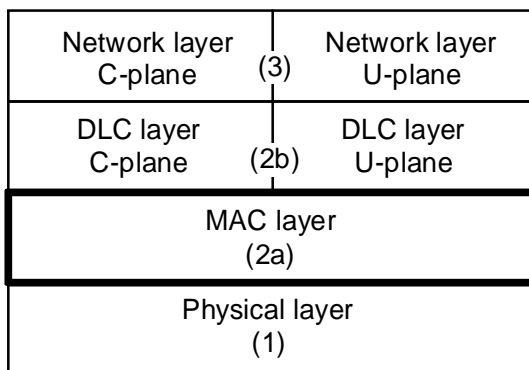 Network layer
C-plane
(3)
Network layer
U-plane
DLC layer
C-plane
(2b)
DLC layer
U-plane
MAC layer
(2a)
Physical layer
(1)